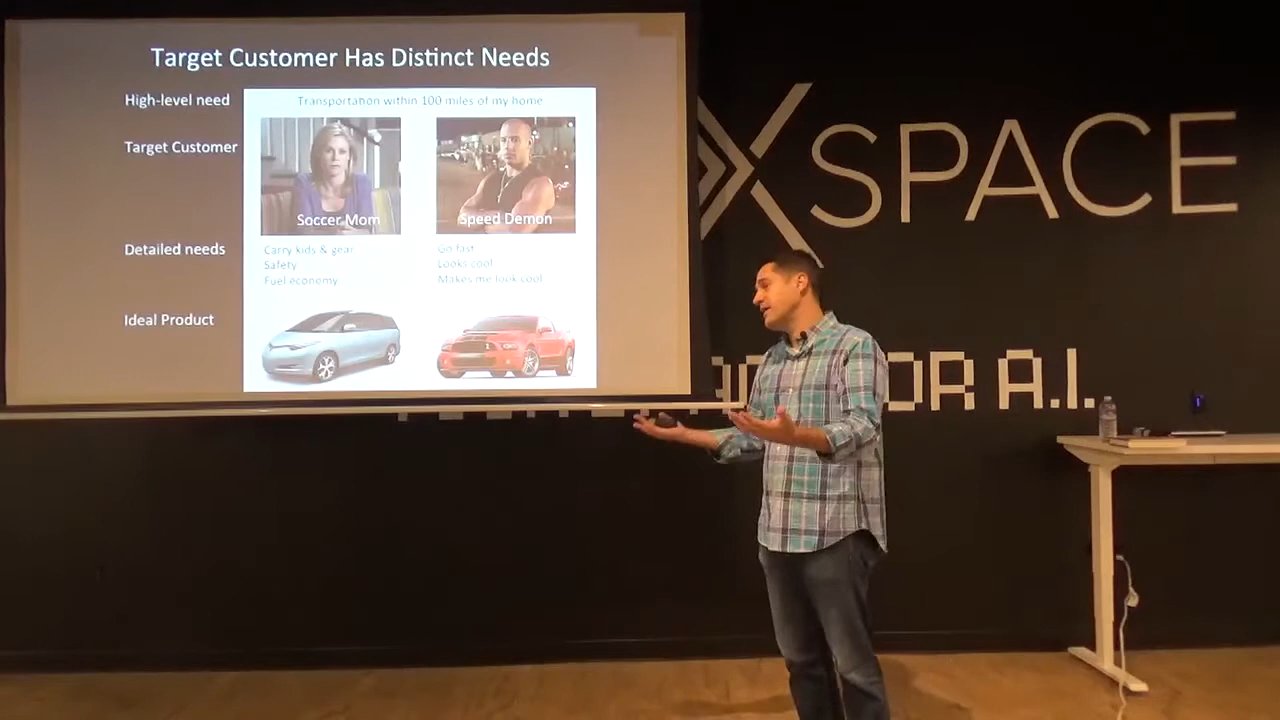 Target Customer Has Distinct Needs
High-level need
Transportation within 100 miles of my home
Target Customer
Soccer Mom
Speed Demon
Detailed needs
Carry kids & gear
Safety
Fuel economy
Go fast
Looks cool
Makes me look cool
Ideal Product
XSPACE
OR A.I.